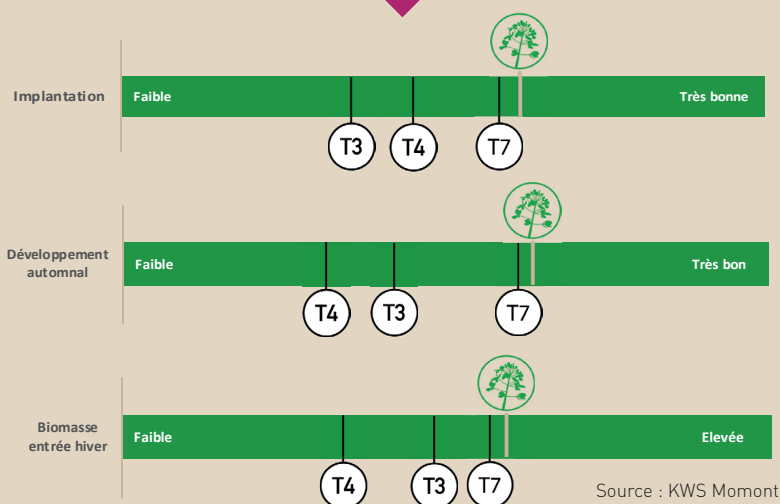 Implantation
Faible
Très bonne
T3
T4
T7
Développement
automnal
Faible
Très bon
T4
T3
T7
Biomasse
entrée hiver
Faible
Elevée
T4
T3
T7
Source : KWS Momont